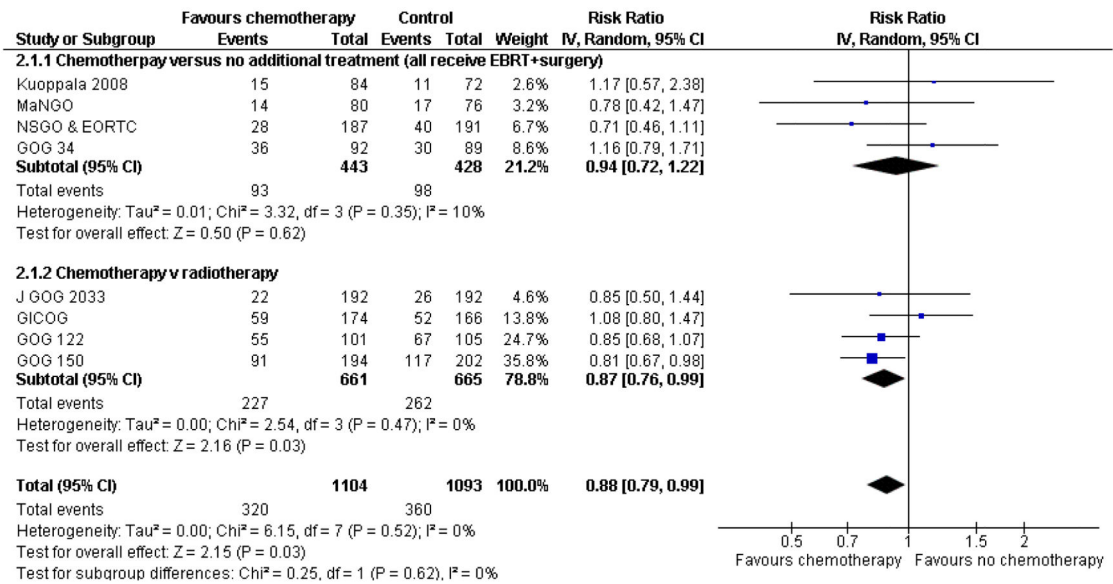 Favours chemotherapy Control Risk Ratio Risk Ratio
Study or Subgroup Events Total Events Total Weight IV, Random, 95% CI IV, Random, 95% CI
2.1.1 Chemotherpay versus no additional treatment (all receive EBRT+surgery)
Kuoppala 2008 15 84 11 72 2.6% 1.17 [0.57, 2.38]
MaNGO 14 80 17 76 3.2% 0.78 [0.42, 1.47]
NSGO & EORTC 28 187 40 191 6.7% 0.71 [0.46, 1.11]
GOG 34 36 92 30 89 8.6% 1.16 [0.79, 1.71]
Subtotal (95% CI) 443 428 21.2% 0.94 [0.72, 1.22]
Total events 93 98
Heterogeneity: Tau² = 0.01; Chi² = 3.32, df = 3 (P = 0.35); I² = 10%
Test for overall effect: Z = 0.50 (P = 0.62)
2.1.2 Chemotherapy v radiotherapy
J GOG 2033 22 192 26 192 4.6% 0.85 [0.50, 1.44]
GICOG 59 174 52 166 13.8% 1.08 [0.80, 1.47]
GOG 122 55 101 67 105 24.7% 0.85 [0.68, 1.07]
GOG 150 91 194 117 202 35.8% 0.81 [0.67, 0.98]
Subtotal (95% CI) 661 665 78.8% 0.87 [0.76, 0.99]
Total events 227 262
Heterogeneity: Tau² = 0.00; Chi² = 2.54, df = 3 (P = 0.47); I² = 0%
Test for overall effect: Z = 2.16 (P = 0.03)
Total (95% CI) 1104 1093 100.0% 0.88 [0.79, 0.99]
Total events 320 360
Heterogeneity: Tau² = 0.00; Chi² = 6.15, df = 7 (P = 0.52); I² = 0%
Test for overall effect: Z = 2.15 (P = 0.03)
Test for subgroup differences: Chi² = 0.25, df = 1 (P = 0.62), I² = 0%
0.5 0.7 1 1.5 2
Favours chemotherapy Favours no chemotherapy